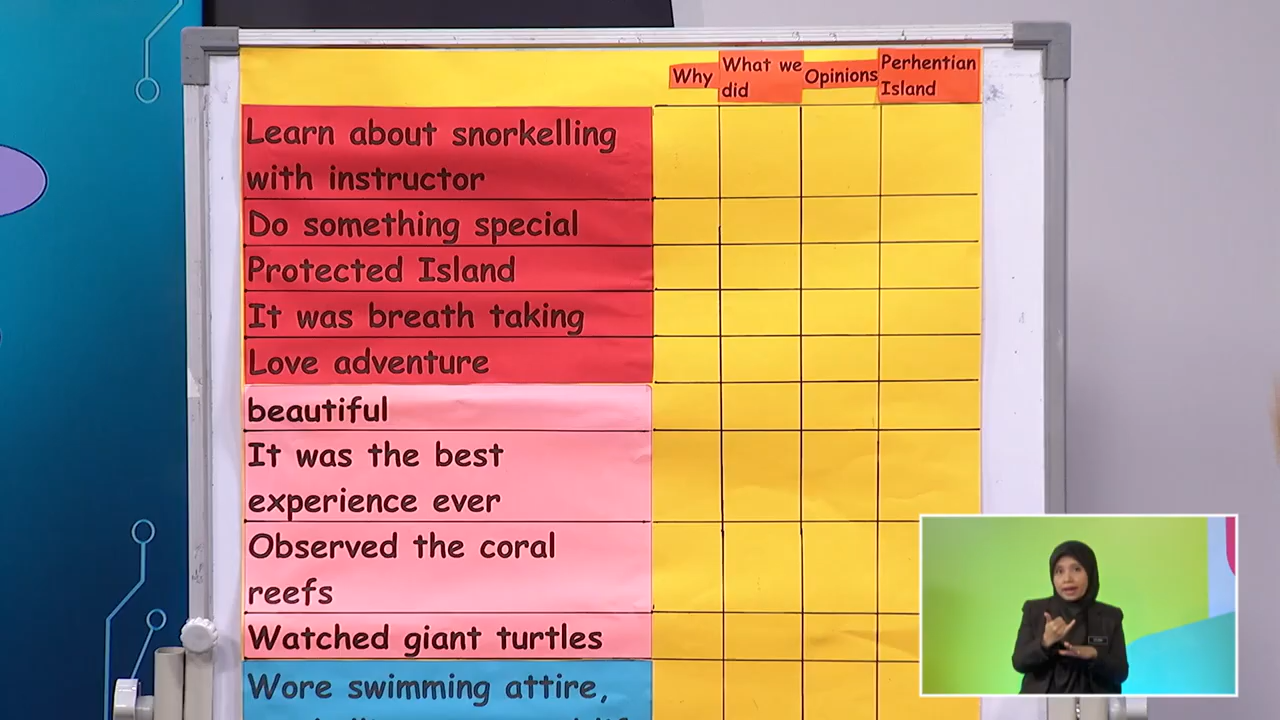 Why
What we
did
Opinions
Perhentian
Island
Learn about snorkelling
with instructor
Do something special
Protected Island
It was breath taking
Love adventure
beautiful
It was the best
experience ever
Observed the coral
reefs
Watched giant turtles
Wore swimming attire,